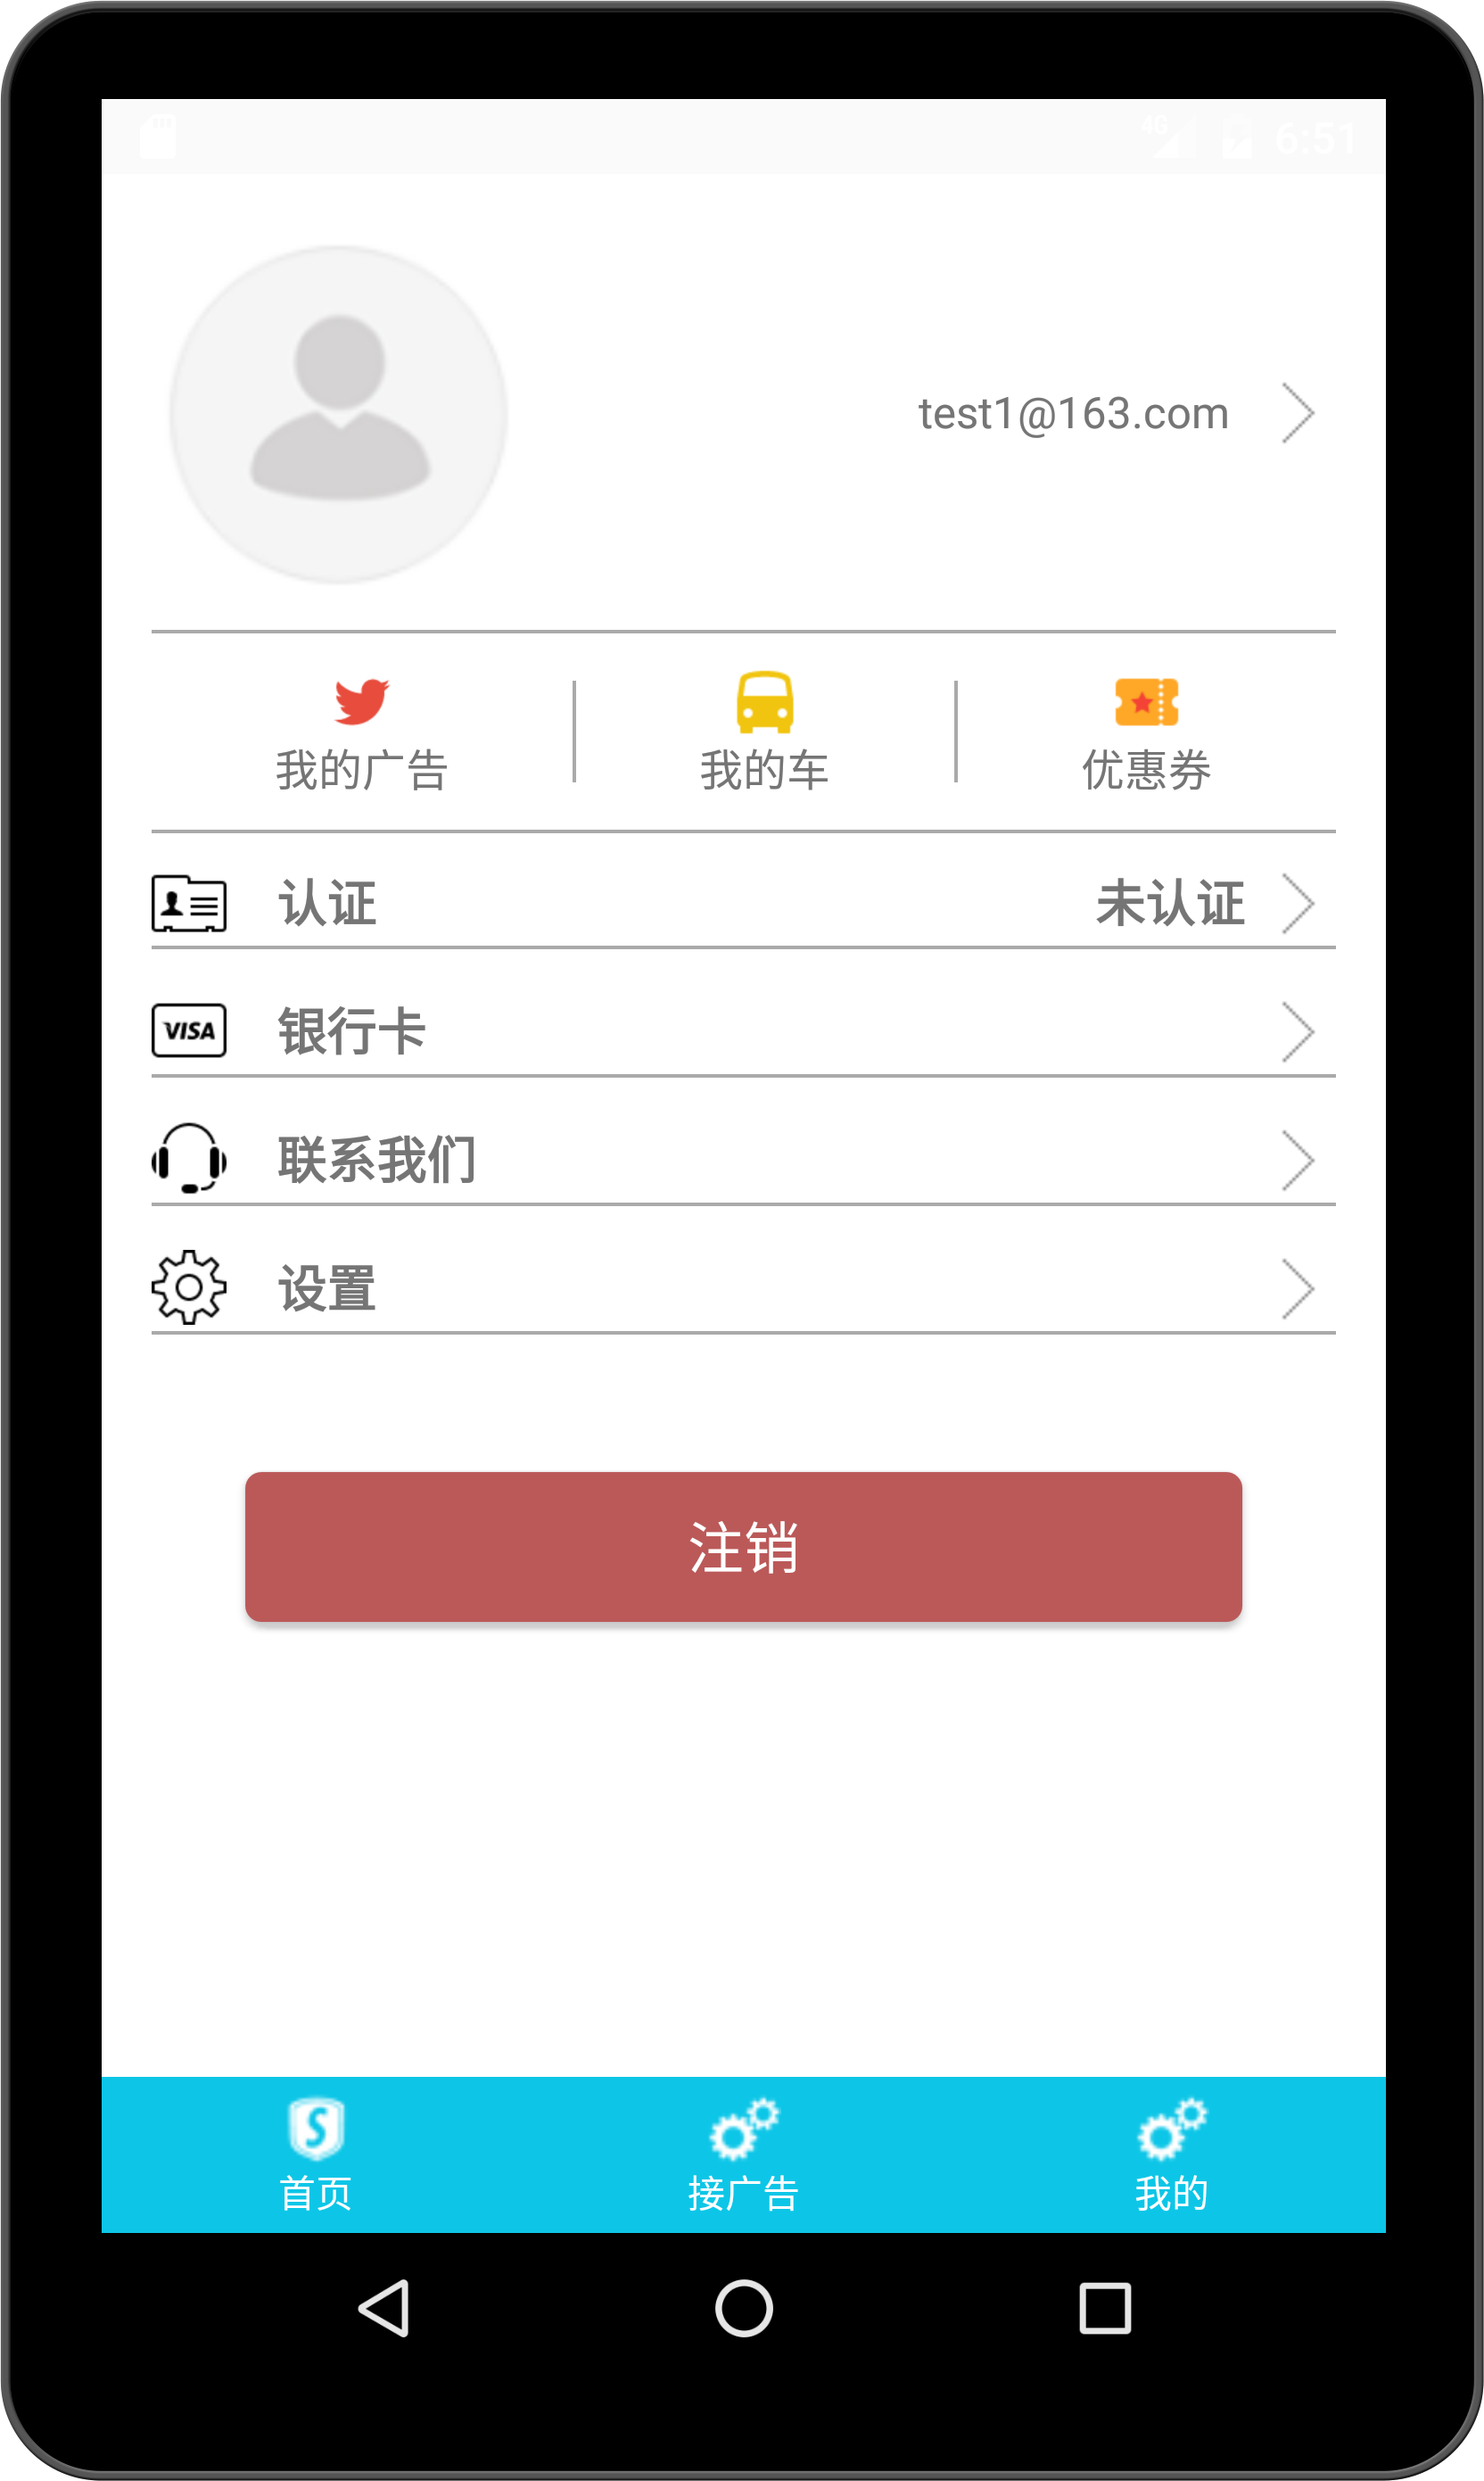 4G 6:51
test1@163.com
我的广告
我的车
优惠券
认证
未认证
VISA
银行卡
联系我们
设置
注销
S
首页
接广告
我的